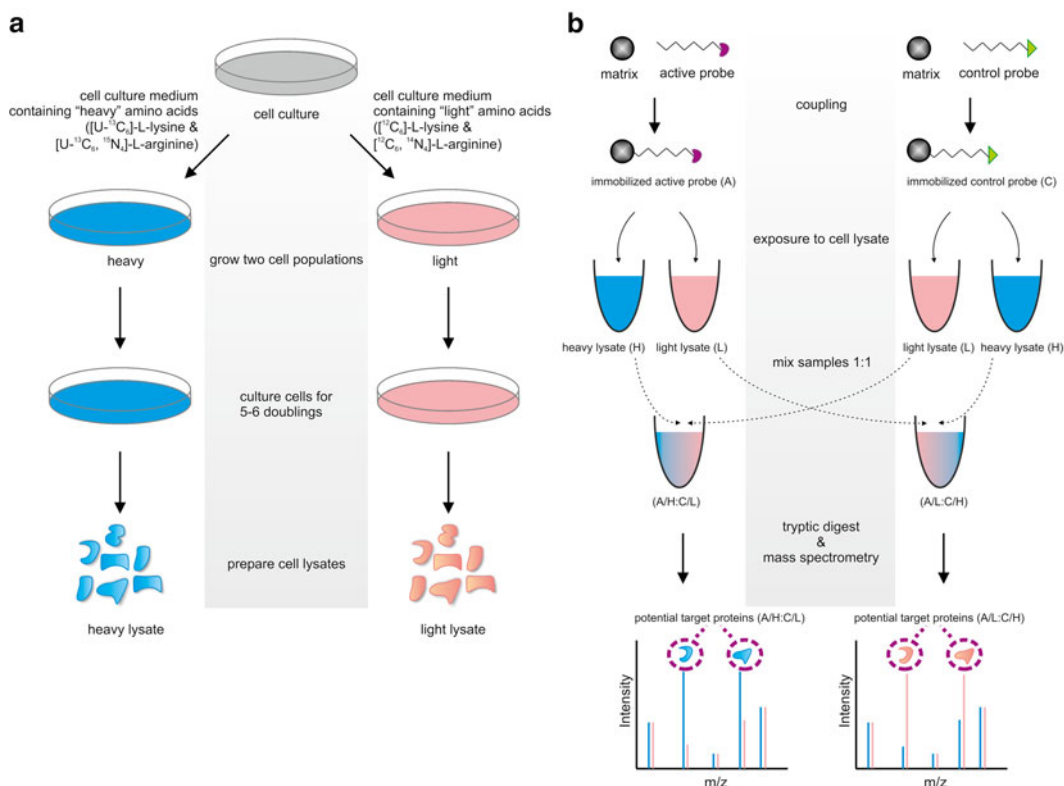 a
cell culture medium
containing “heavy” amino acids
([U-¹³C₆]-L-lysine &
[U-¹³C₆, ¹⁵N₄]-L-arginine)
cell culture
cell culture medium
containing “light” amino acids
([¹²C₆]-L-lysine &
[¹²C₆, ¹⁴N₄]-L-arginine)
heavy
grow two cell populations
light
culture cells for
5-6 doublings
prepare cell lysates
heavy lysate
light lysate
b
matrix
active probe
matrix
control probe
coupling
immobilized active probe (A)
immobilized control probe (C)
exposure to cell lysate
heavy lysate (H)
light lysate (L)
light lysate (L)
heavy lysate (H)
mix samples 1:1
(A/H:C/L)
(A/L:C/H)
tryptic digest
&
mass spectrometry
potential target proteins (A/H:C/L)
potential target proteins (A/L:C/H)
Intensity
m/z
Intensity
m/z